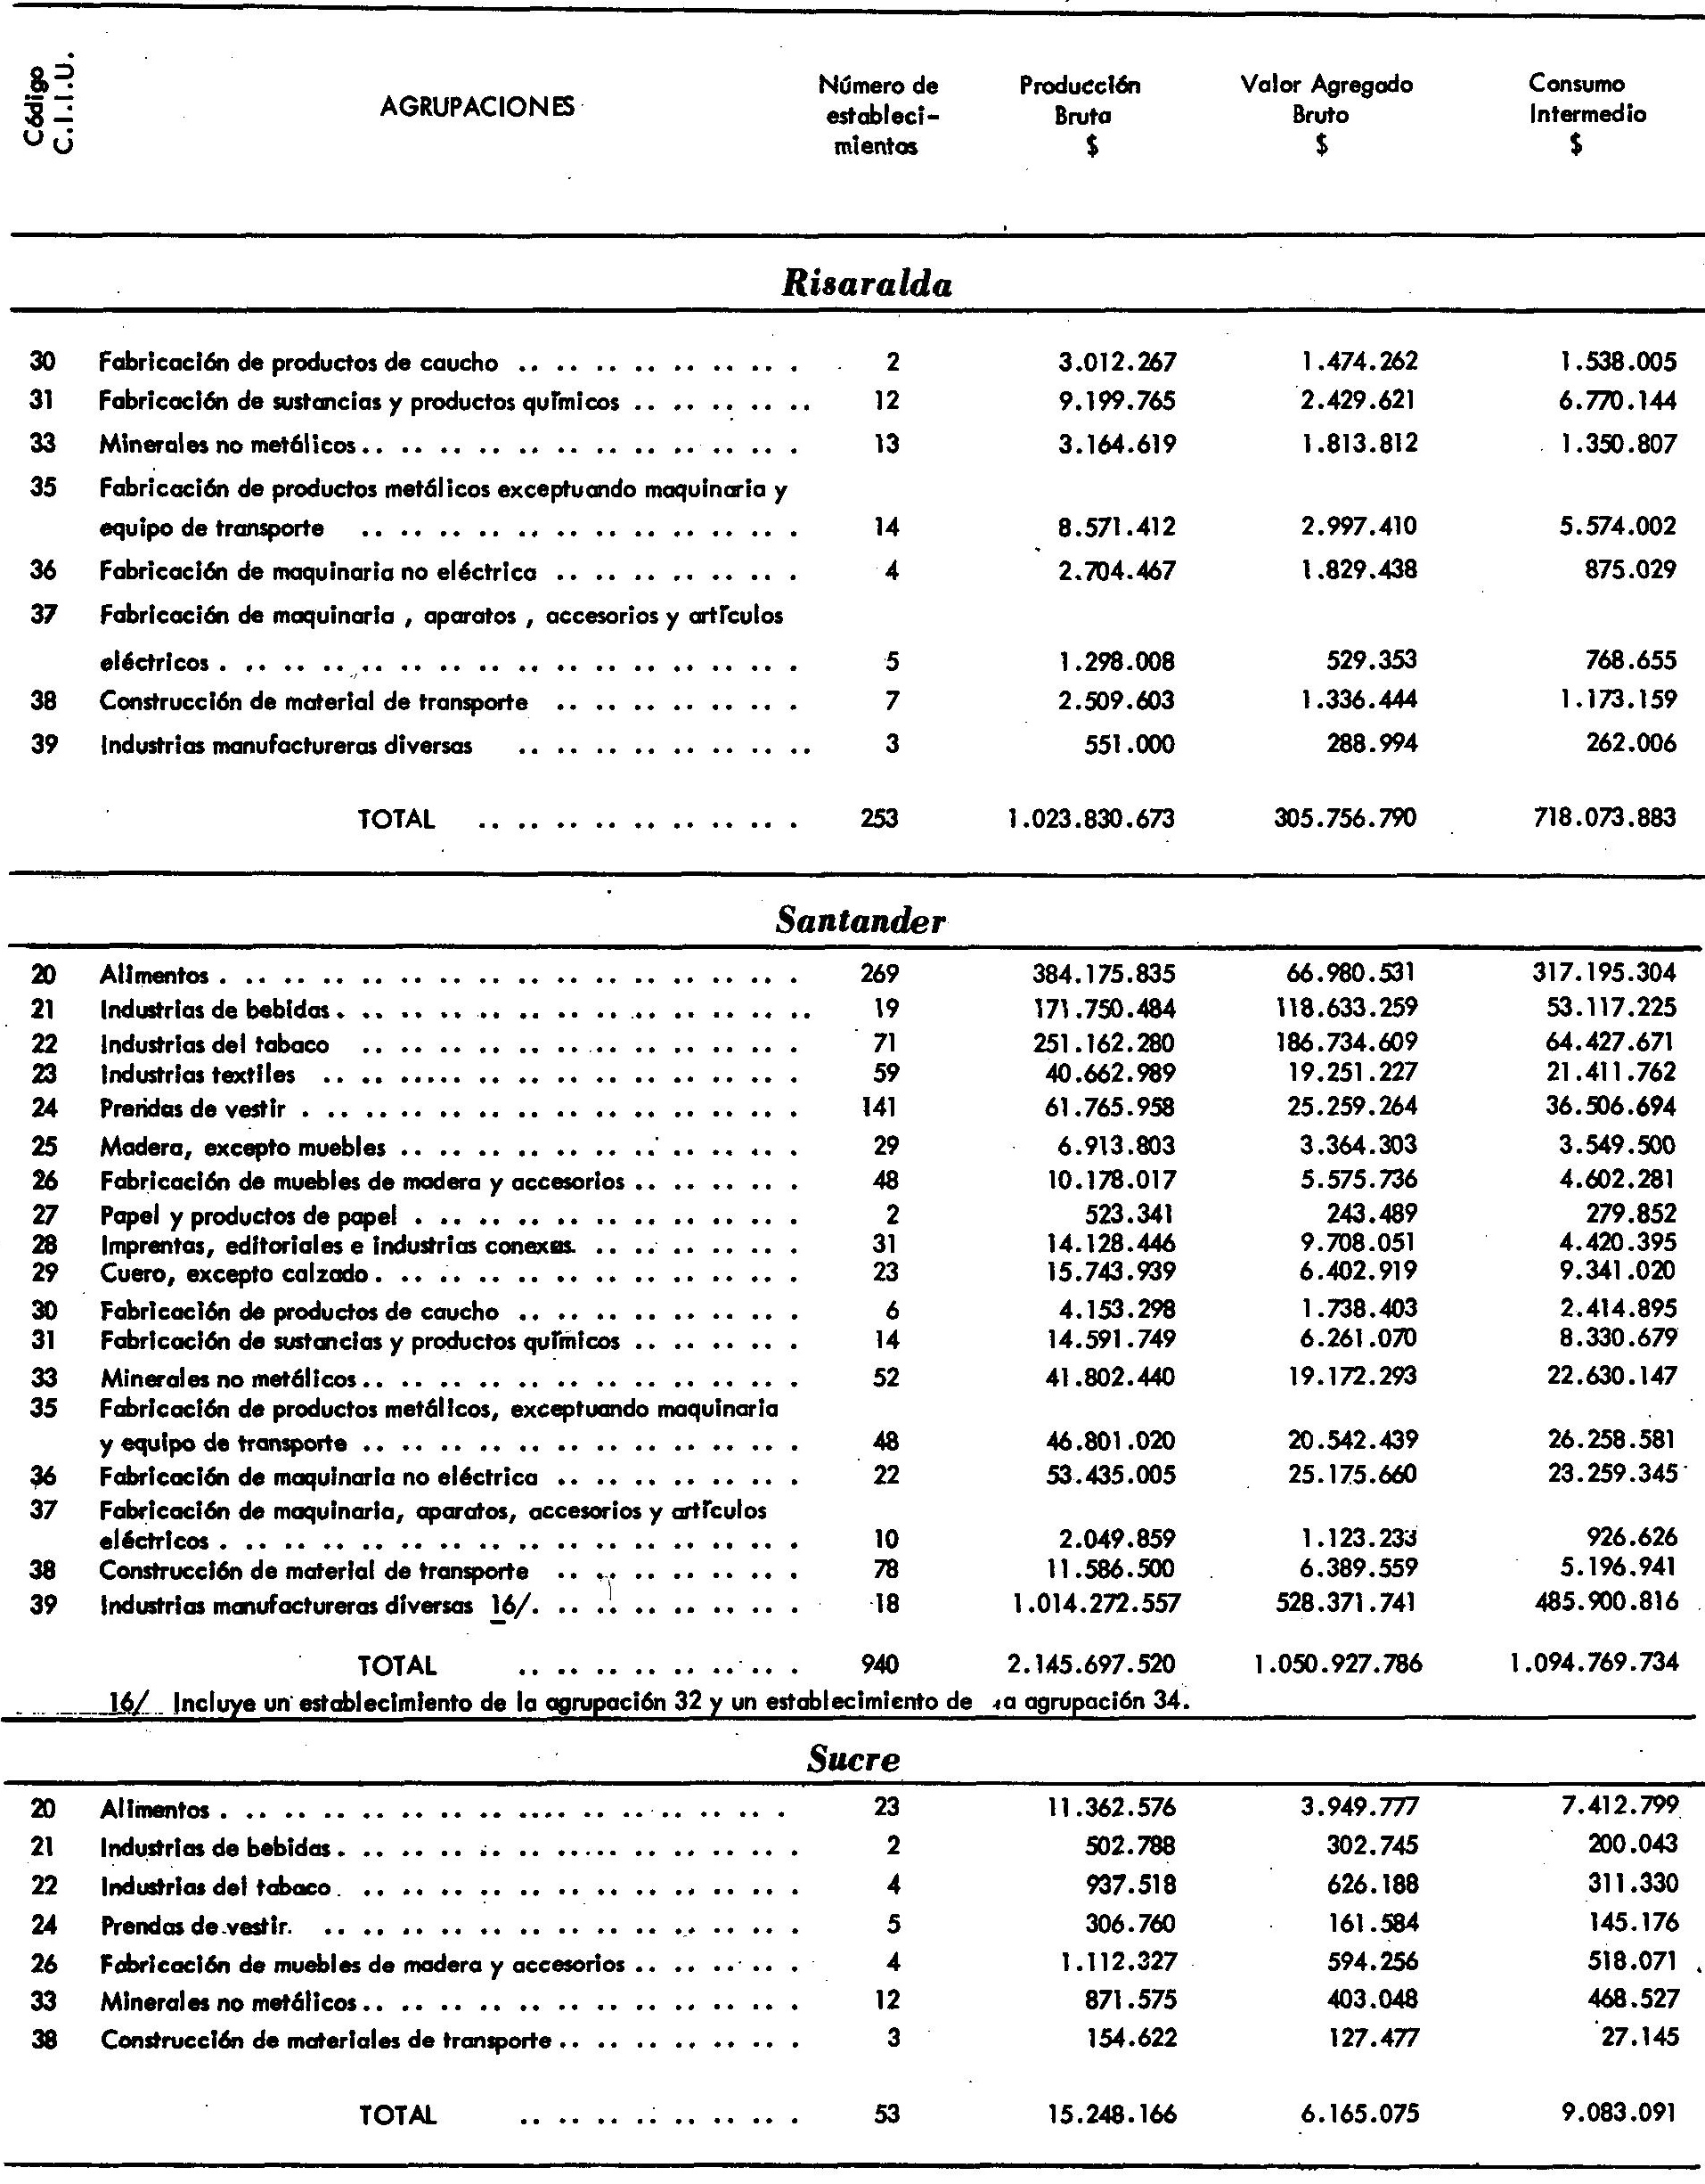 Código C.I.I.U. AGRUPACIONES Número de estableci-mientos Producción Bruta $ Valor Agregado Bruto $ Consumo Intermedio $
Risaralda
30 Fabricación de productos de caucho 2 3.012.267 1.474.262 1.538.005
31 Fabricación de sustancias y productos químicos 12 9.199.765 2.429.621 6.770.144
33 Minerales no metálicos 13 3.164.619 1.813.812 1.350.807
35 Fabricación de productos metálicos exceptuando maquinaria y
equipo de transporte 14 8.571.412 2.997.410 5.574.002
36 Fabricación de maquinaria no eléctrica 4 2.704.467 1.829.438 875.029
37 Fabricación de maquinaria , aparatos , accesorios y artículos
eléctricos 5 1.298.008 529.353 768.655
38 Construcción de material de transporte 7 2.509.603 1.336.444 1.173.159
39 Industrias manufactureras diversas 3 551.000 288.994 262.006
TOTAL 253 1.023.830.673 305.756.790 718.073.883
Santander
20 Alimentos 269 384.175.835 66.980.531 317.195.304
21 Industrias de bebidas 19 171.750.484 118.633.259 53.117.225
22 Industrias del tabaco 71 251.162.280 186.734.609 64.427.671
23 Industrias textiles 59 40.662.989 19.251.227 21.411.762
24 Prendas de vestir 141 61.765.958 25.259.264 36.506.694
25 Madera, excepto muebles 29 6.913.803 3.364.303 3.549.500
26 Fabricación de muebles de madera y accesorios 48 10.178.017 5.575.736 4.602.281
27 Papel y productos de papel 2 523.341 243.489 279.852
28 Imprentas, editoriales e industrias conexas. 31 14.128.446 9.708.051 4.420.395
29 Cuero, excepto calzado 23 15.743.939 6.402.919 9.341.020
30 Fabricación de productos de caucho 6 4.153.298 1.738.403 2.414.895
31 Fabricación de sustancias y productos químicos 14 14.591.749 6.261.070 8.330.679
33 Minerales no metálicos 52 41.802.440 19.172.293 22.630.147
35 Fabricación de productos metálicos, exceptuando maquinaria
y equipo de transporte 48 46.801.020 20.542.439 26.258.581
36 Fabricación de maquinaria no eléctrica 22 53.435.005 25.175.660 23.259.345
37 Fabricación de maquinaria, aparatos, accesorios y artículos
eléctricos 10 2.049.859 1.123.233 926.626
38 Construcción de material de transporte 78 11.586.500 6.389.559 5.196.941
39 Industrias manufactureras diversas 16/. 18 1.014.272.557 528.371.741 485.900.816
TOTAL 940 2.145.697.520 1.050.927.786 1.094.769.734
16/ Incluye un establecimiento de la agrupación 32 y un establecimiento de la agrupación 34.
Sucre
20 Alimentos 23 11.362.576 3.949.777 7.412.799
21 Industrias de bebidas 2 502.788 302.745 200.043
22 Industrias del tabaco 4 937.518 626.188 311.330
24 Prendas de vestir. 5 306.760 161.584 145.176
26 Fabricación de muebles de madera y accesorios 4 1.112.327 594.256 518.071
33 Minerales no metálicos 12 871.575 403.048 468.527
38 Construcción de materiales de transporte 3 154.622 127.477 27.145
TOTAL 53 15.248.166 6.165.075 9.083.091